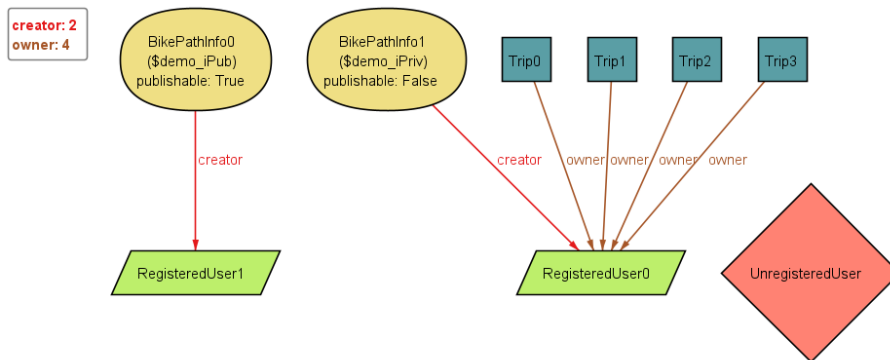 creator: 2
owner: 4
BikePathInfo0
($demo_iPub)
publishable: True
BikePathInfo1
($demo_iPriv)
publishable: False
Trip0
Trip1
Trip2
Trip3
creator
creator
owner
owner
owner
owner
RegisteredUser1
RegisteredUser0
UnregisteredUser